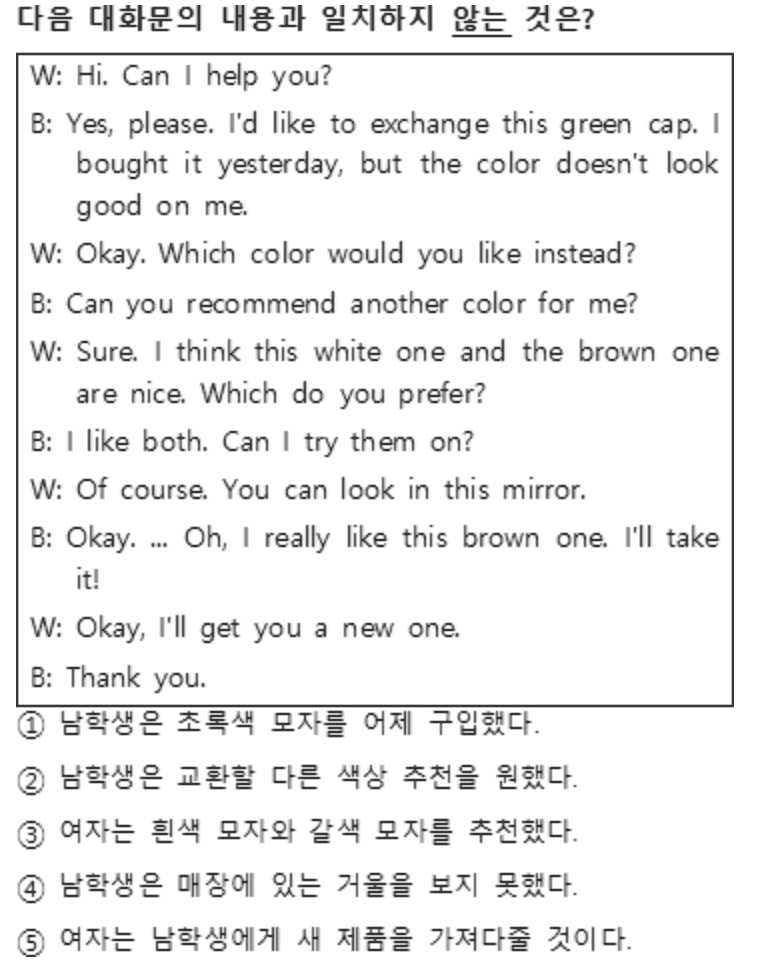 다음 대화문의 내용과 일치하지 않는 것은?
W: Hi. Can I help you?
B: Yes, please. I'd like to exchange this green cap. I
bought it yesterday, but the color doesn't look
good on me.
W: Okay. Which color would you like instead?
B: Can you recommend another color for me?
W: Sure. I think this white one and the brown one
are nice. Which do you prefer?
B: I like both. Can I try them on?
W: Of course. You can look in this mirror.
B: Okay. ... Oh, I really like this brown one. I'll take
it!
W: Okay, I'll get you a new one.
B: Thank you.
① 남학생은 초록색 모자를 어제 구입했다.
② 남학생은 교환할 다른 색상 추천을 원했다.
③ 여자는 흰색 모자와 갈색 모자를 추천했다.
④ 남학생은 매장에 있는 거울을 보지 못했다.
⑤ 여자는 남학생에게 새 제품을 가져다줄 것이다.